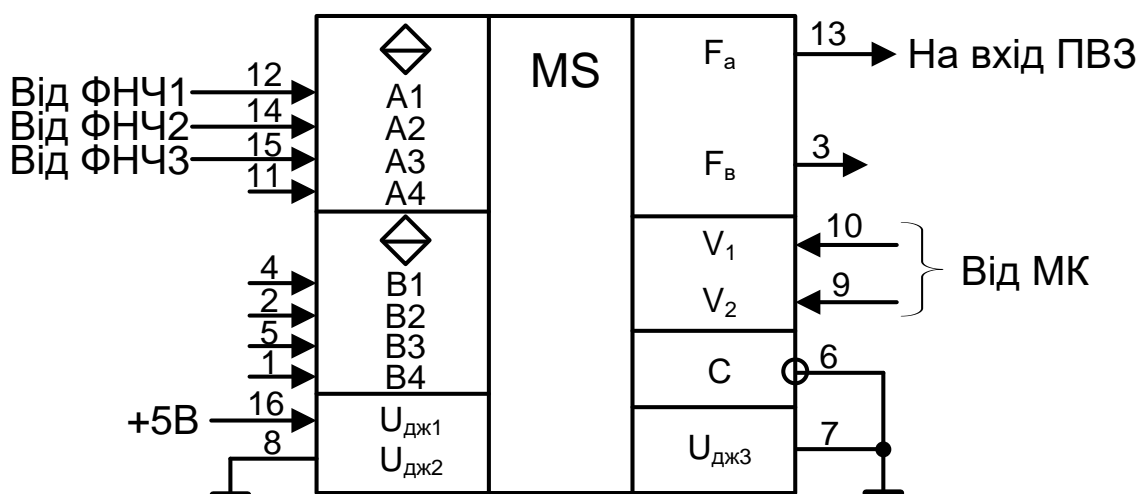 MS
Від ФНЧ1 12 A1
Від ФНЧ2 14 A2
Від ФНЧ3 15 A3
11 A4
4 B1
2 B2
5 B3
1 B4
+5В 16 Uдж1
8 Uдж2
Fа 13 На вхід ПВЗ
Fв 3
V1 10
V2 9
Від МК
C 6
Uдж3 7